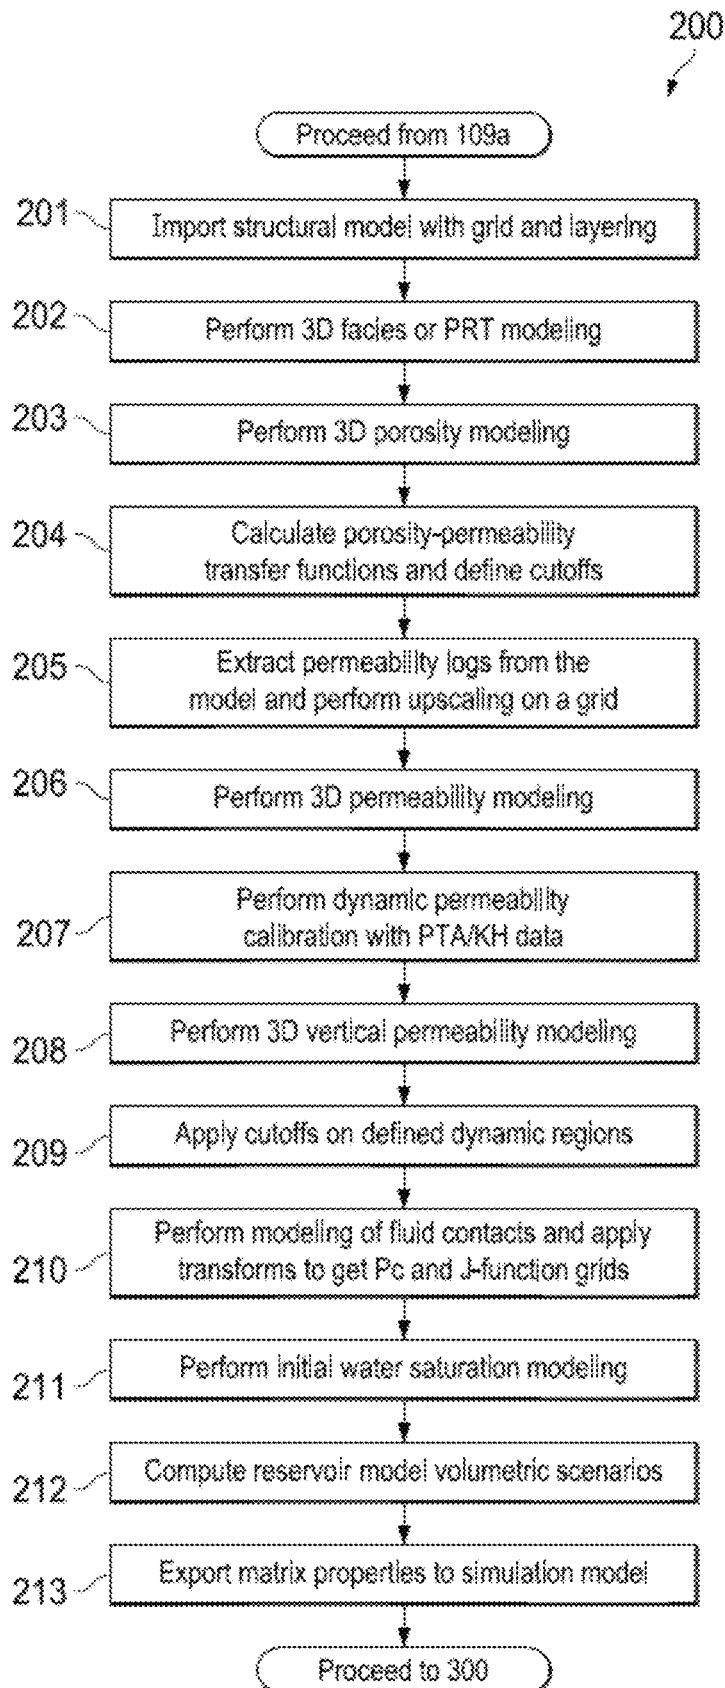 200
Proceed from 109a
201
Import structural model with grid and layering
202
Perform 3D facies or PRT modeling
203
Perform 3D porosity modeling
204
Calculate porosity-permeability
transfer functions and define cutoffs
205
Extract permeability logs from the
model and perform upscaling on a grid
206
Perform 3D permeability modeling
207
Perform dynamic permeability
calibration with PTA/KH data
208
Perform 3D vertical permeability modeling
209
Apply cutoffs on defined dynamic regions
210
Perform modeling of fluid contacts and apply
transforms to get Pc and J-function grids
211
Perform initial water saturation modeling
212
Compute reservoir model volumetric scenarios
213
Export matrix properties to simulation model
Proceed to 300